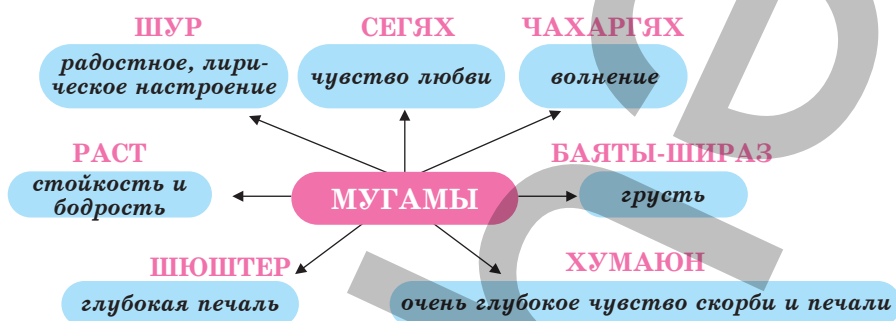 ШУР
радостное, лири-
ческое настроение
СЕГЯХ
чувство любви
ЧАХАРГЯХ
волнение
РАСТ
стойкость и
бодрость
МУГАМЫ
БАЯТЫ-ШИРАЗ
грусть
ШЮШТЕР
глубокая печаль
ХУМАЮН
очень глубокое чувство скорби и печали